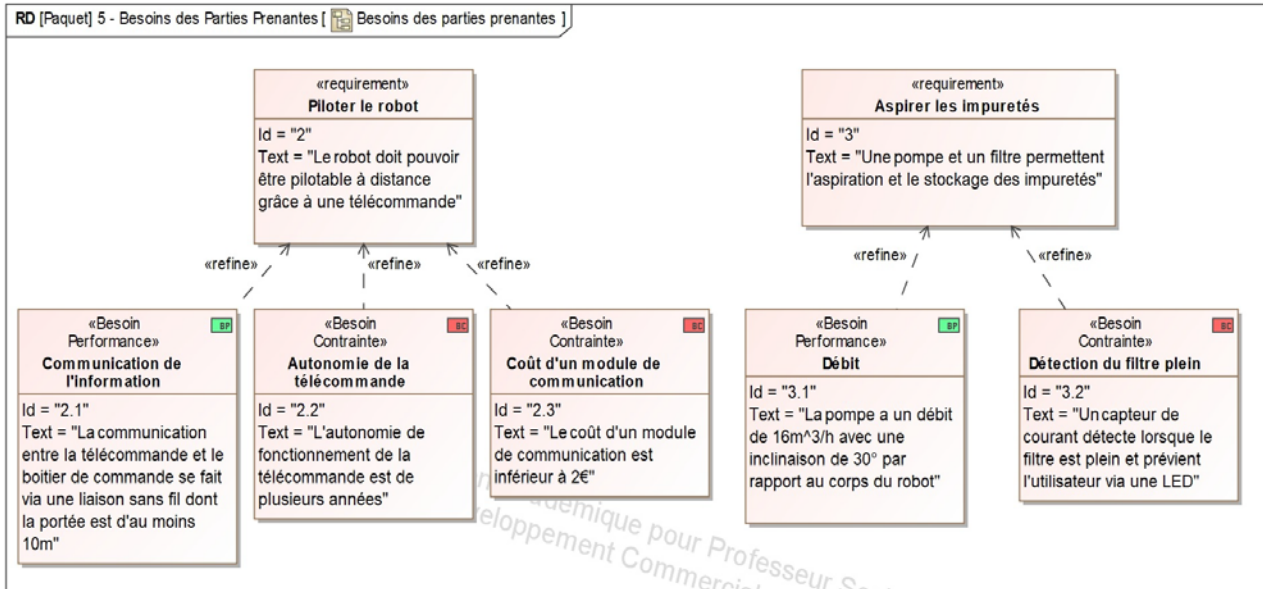 RD [Paquet] 5 - Besoins des Parties Prenantes [ Besoins des parties prenantes ]
«requirement»
Piloter le robot
Id = "2"
Text = "Le robot doit pouvoir
être pilotable à distance
grâce à une télécommande"
«requirement»
Aspirer les impuretés
Id = "3"
Text = "Une pompe et un filtre permettent
l'aspiration et le stockage des impuretés"
«refine»
«refine»
«refine»
«refine»
«refine»
«Besoin
Performance»
BP
Communication de
l'information
Id = "2.1"
Text = "La communication
entre la télécommande et le
boitier de commande se fait
via une liaison sans fil dont
la portée est d'au moins
10m"
«Besoin
Contrainte»
BC
Autonomie de la
télécommande
Id = "2.2"
Text = "L'autonomie de
fonctionnement de la
télécommande est de
plusieurs années"
«Besoin
Contrainte»
BC
Coût d'un module de
communication
Id = "2.3"
Text = "Le coût d'un module
de communication est
inférieur à 2€"
«Besoin
Performance»
BP
Débit
Id = "3.1"
Text = "La pompe a un débit
de 16m^3/h avec une
inclinaison de 30° par
rapport au corps du robot"
«Besoin
Contrainte»
BC
Détection du filtre plein
Id = "3.2"
Text = "Un capteur de
courant détecte lorsque le
filtre est plein et prévient
l'utilisateur via une LED"
pour Professeur